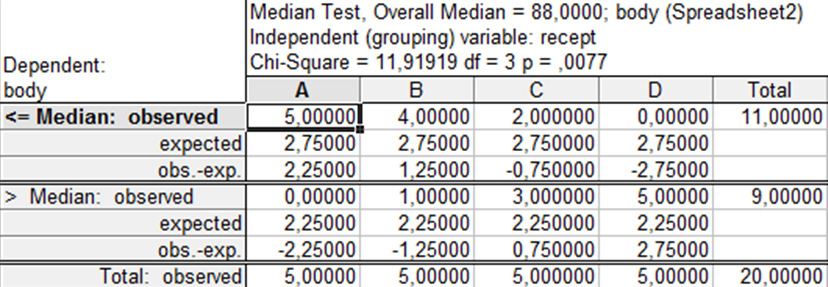 Median Test, Overall Median = 88,0000; body (Spreadsheet2)
Independent (grouping) variable: recept
Dependent: Chi-Square = 11,91919 df = 3 p = ,0077
body A B C D Total
<= Median: observed 5,00000 4,00000 2,000000 0,00000 11,00000
expected 2,75000 2,75000 2,750000 2,75000
obs.-exp. 2,25000 1,25000 -0,750000 -2,75000
> Median: observed 0,00000 1,00000 3,000000 5,00000 9,00000
expected 2,25000 2,25000 2,250000 2,25000
obs.-exp. -2,25000 -1,25000 0,750000 2,75000
Total: observed 5,00000 5,00000 5,000000 5,00000 20,00000